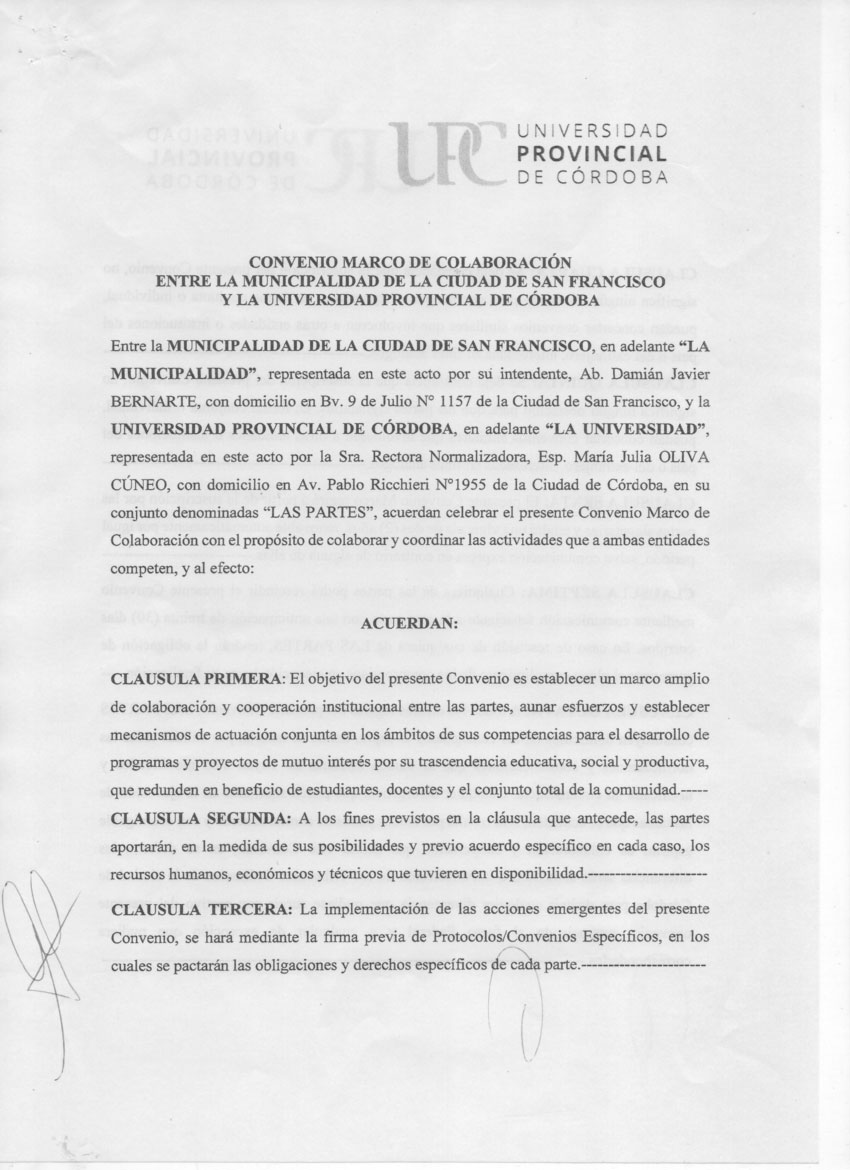 UPC
UNIVERSIDAD
PROVINCIAL
DE CÓRDOBA
CONVENIO MARCO DE COLABORACIÓN
ENTRE LA MUNICIPALIDAD DE LA CIUDAD DE SAN FRANCISCO
Y LA UNIVERSIDAD PROVINCIAL DE CÓRDOBA
Entre la MUNICIPALIDAD DE LA CIUDAD DE SAN FRANCISCO, en adelante “LA
MUNICIPALIDAD”, representada en este acto por su intendente, Ab. Damián Javier
BERNARTE, con domicilio en Bv. 9 de Julio N° 1157 de la Ciudad de San Francisco, y la
UNIVERSIDAD PROVINCIAL DE CÓRDOBA, en adelante “LA UNIVERSIDAD”,
representada en este acto por la Sra. Rectora Normalizadora, Esp. María Julia OLIVA
CÚNEO, con domicilio en Av. Pablo Ricchieri N°1955 de la Ciudad de Córdoba, en su
conjunto denominadas “LAS PARTES”, acuerdan celebrar el presente Convenio Marco de
Colaboración con el propósito de colaborar y coordinar las actividades que a ambas entidades
competen, y al efecto:
ACUERDAN:
CLAUSULA PRIMERA: El objetivo del presente Convenio es establecer un marco amplio
de colaboración y cooperación institucional entre las partes, aunar esfuerzos y establecer
mecanismos de actuación conjunta en los ámbitos de sus competencias para el desarrollo de
programas y proyectos de mutuo interés por su trascendencia educativa, social y productiva,
que redunden en beneficio de estudiantes, docentes y el conjunto total de la comunidad.-----
CLAUSULA SEGUNDA: A los fines previstos en la cláusula que antecede, las partes
aportarán, en la medida de sus posibilidades y previo acuerdo específico en cada caso, los
recursos humanos, económicos y técnicos que tuvieren en disponibilidad.----------------------
CLAUSULA TERCERA: La implementación de las acciones emergentes del presente
Convenio, se hará mediante la firma previa de Protocolos/Convenios Específicos, en los
cuales se pactarán las obligaciones y derechos específicos de cada parte.-----------------------